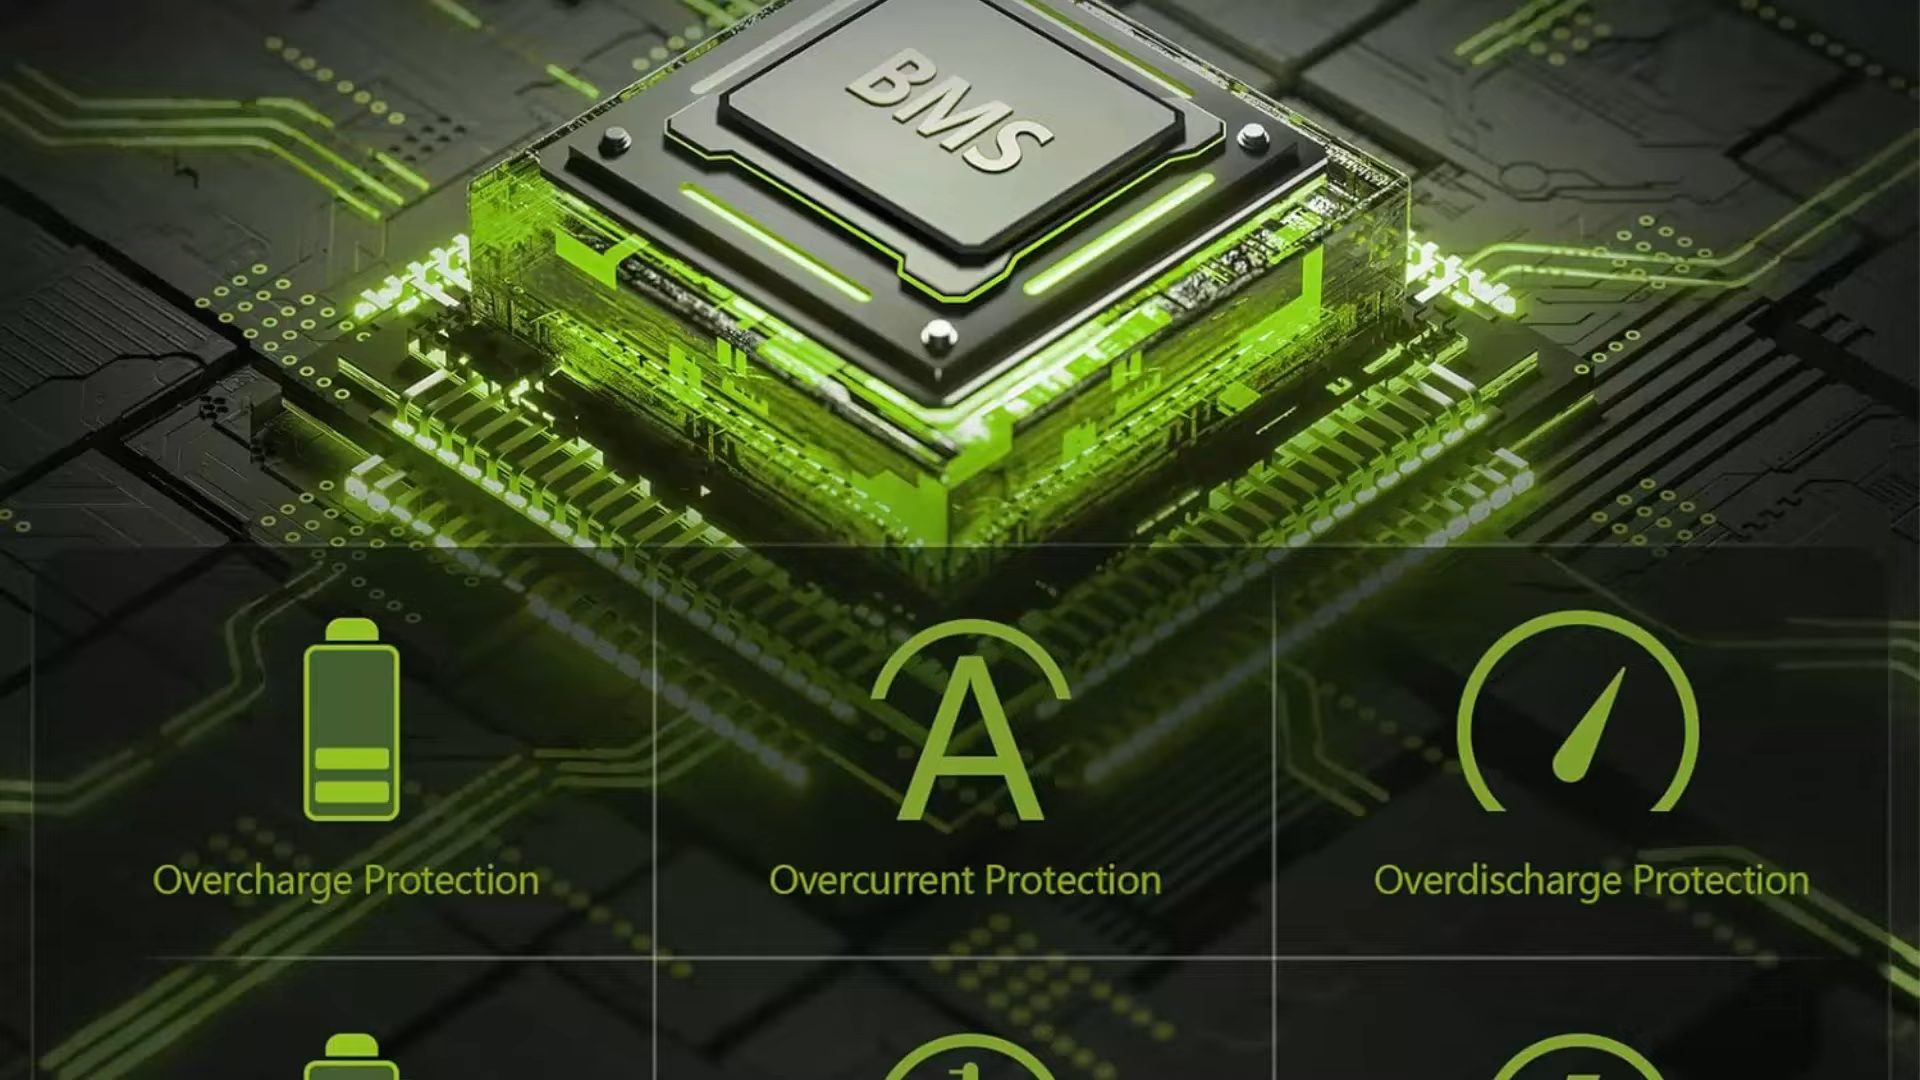 BMS
A
Overcharge Protection
Overcurrent Protection
Overdischarge Protection